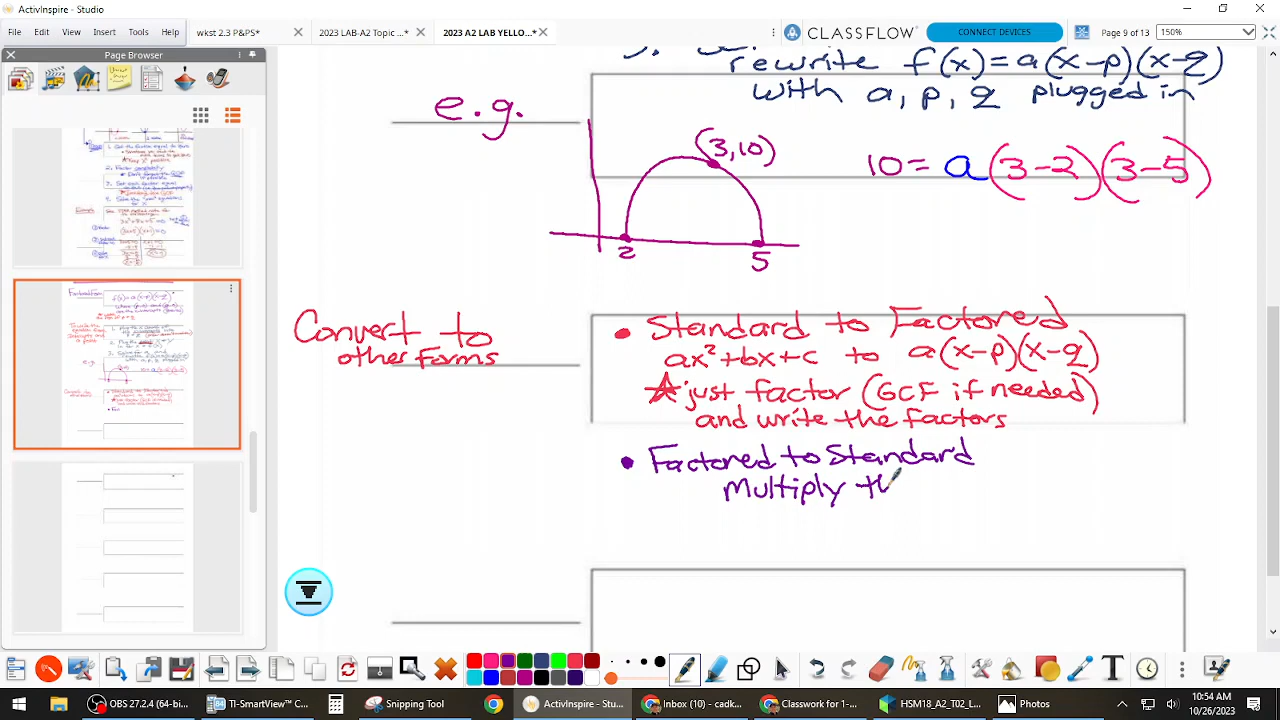 ActivInspire - Studio
File Edit View Insert Tools Help
wkst 2.3 P&PS*
2023 LAB YELLO... c...*
2023 A2 LAB YELLO...*
CLASSFLOW
CONNECT DEVICES
Page 9 of 13
150%
Page Browser
rewrite f(x)=a(x-p)(x-q)
with a, p, q plugged in
e.g.
(3,10)
10= a(3-2)(3-5)
2
5
Convert to
other forms
• Standard to Factored
ax²+bx+c to a(x-p)(x-q)
just factor (GCF if needed)
and write the factors
• Factored to Standard
Multiply th
OBS 27.2.4 (64-b...
TI-SmartView™ C...
Snipping Tool
ActivInspire - Stud...
Inbox (10) - cadk...
Classwork for 1-...
HSM18_A2_T02_L...
Photos
10:54 AM
10/26/2023